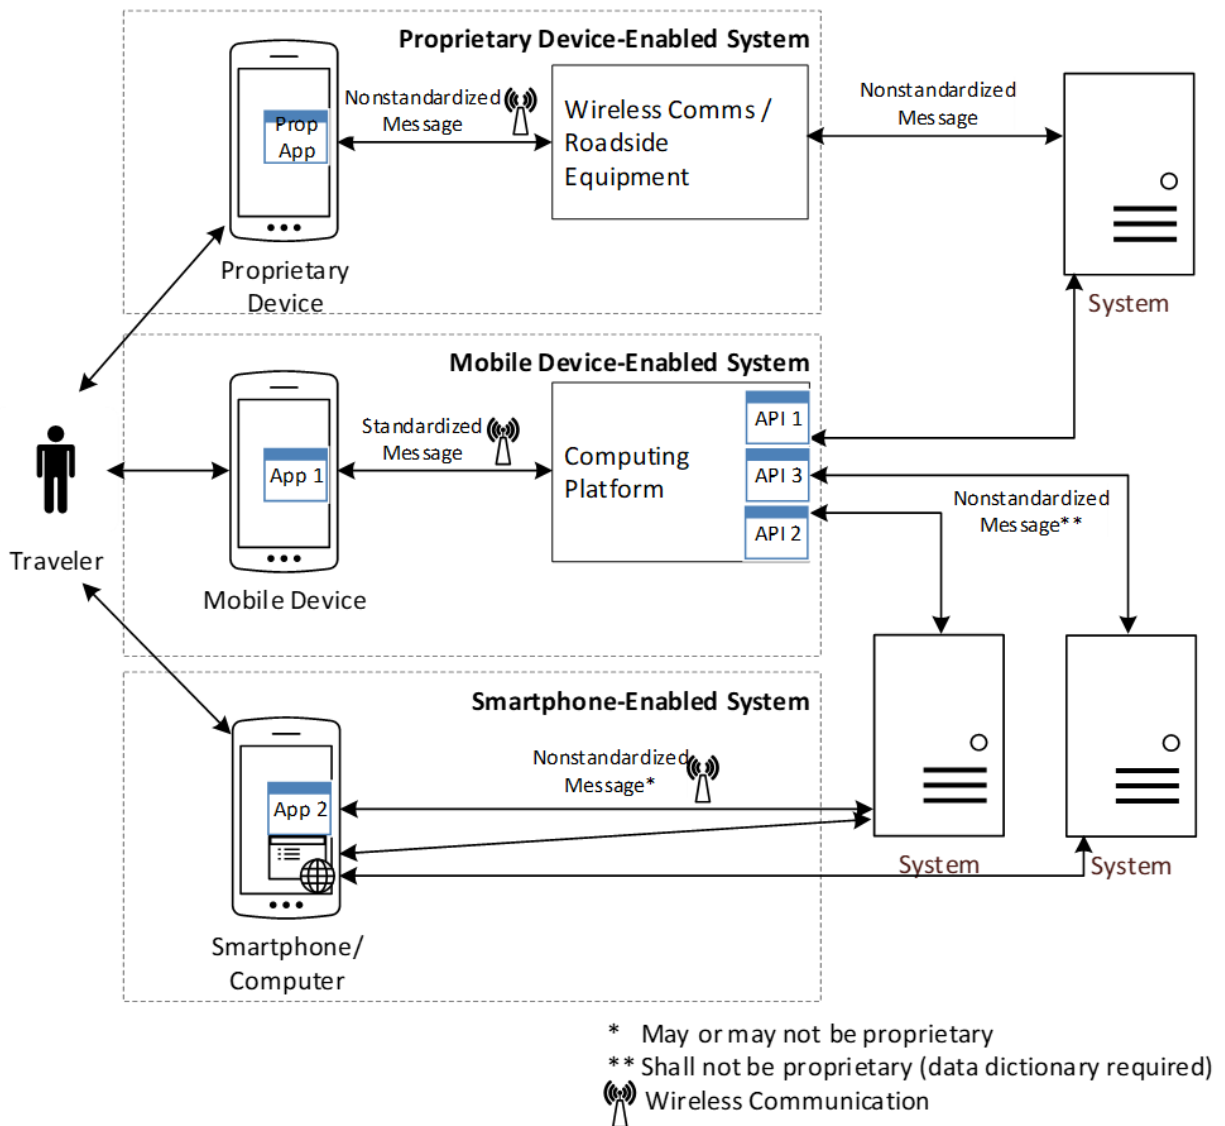 Proprietary Device-Enabled System
Nonstandardized
Message
Prop
App
Wireless Comms /
Roadside
Equipment
Nonstandardized
Message
Proprietary
Device
System
Mobile Device-Enabled System
Standardized
Message
App 1
Computing
Platform
API 1
API 3
API 2
Nonstandardized
Message**
Traveler
Mobile Device
Smartphone-Enabled System
Nonstandardized
Message*
App 2
System
System
Smartphone/
Computer
* May or may not be proprietary
** Shall not be proprietary (data dictionary required)
Wireless Communication